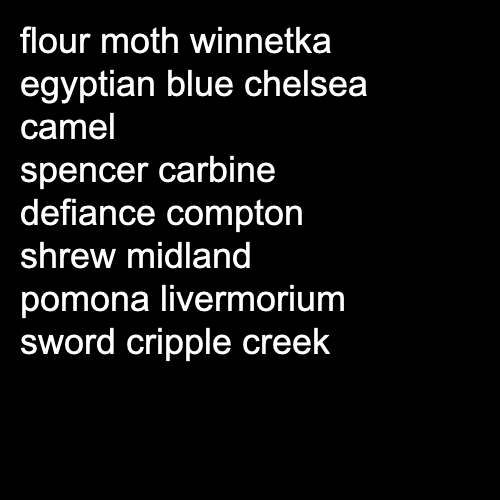 flour moth winnetka
egyptian blue chelsea
camel
spencer carbine
defiance compton
shrew midland
pomona livermorium
sword cripple creek